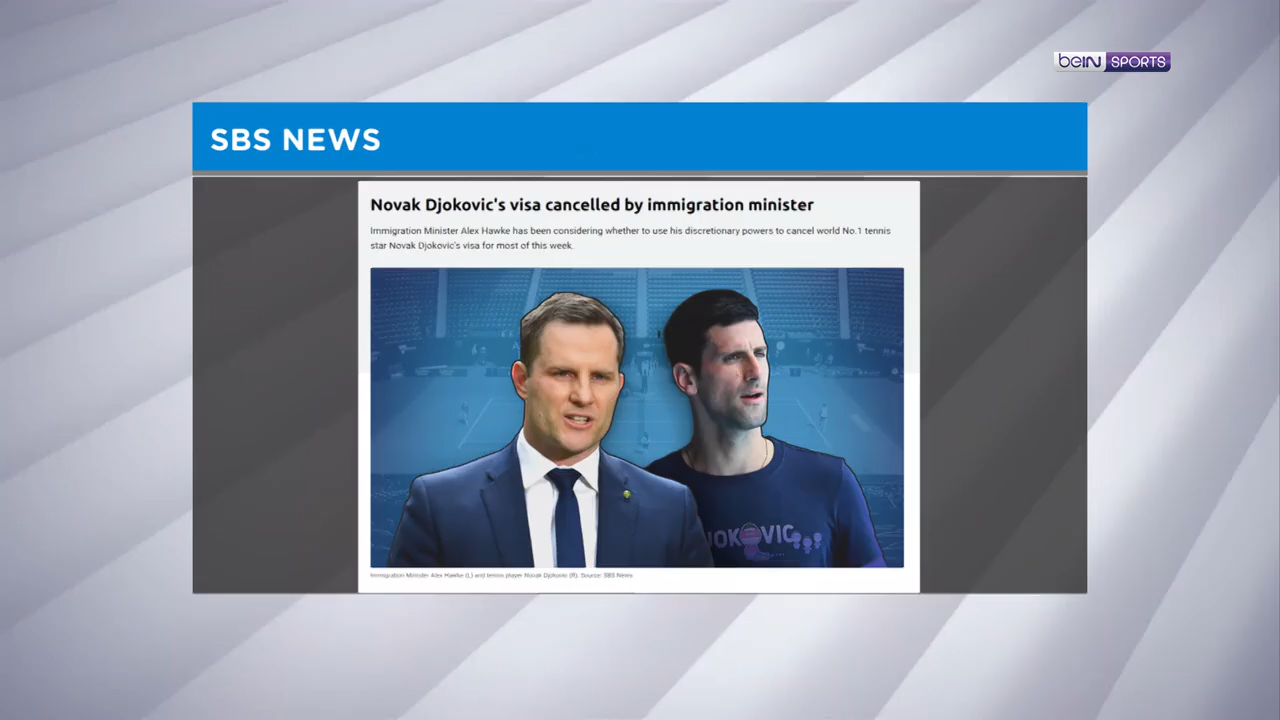 beIN SPORTS
SBS NEWS
Novak Djokovic's visa cancelled by immigration minister
Immigration Minister Alex Hawke has been considering whether to use his discretionary powers to cancel world No.1 tennis
star Novak Djokovic's visa for most of this week.
JOKOVIC
Immigration Minister Alex Hawke (L) and tennis player Novak Djokovic (R). Source: SBS News